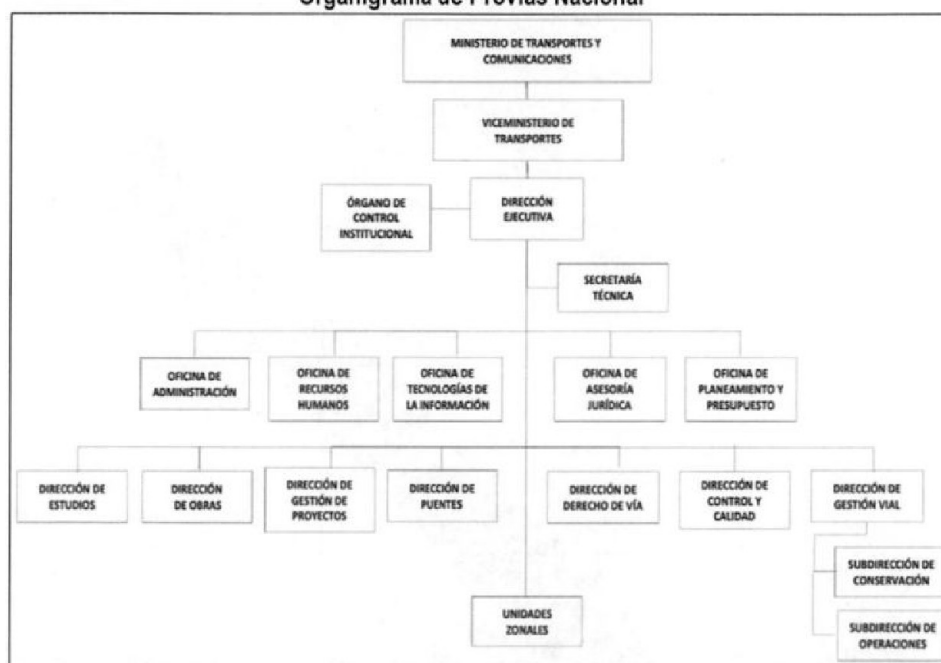 Organigrama de Provias Nacional
MINISTERIO DE TRANSPORTES Y
COMUNICACIONES
VICEMINISTERIO DE
TRANSPORTES
ÓRGANO DE
CONTROL
INSTITUCIONAL
DIRECCIÓN
EJECUTIVA
SECRETARÍA
TÉCNICA
OFICINA DE
ADMINISTRACIÓN
OFICINA DE
RECURSOS
HUMANOS
OFICINA DE
TECNOLOGÍAS DE
LA INFORMACIÓN
OFICINA DE
ASESORÍA
JURÍDICA
OFICINA DE
PLANEAMIENTO Y
PRESUPUESTO
DIRECCIÓN DE
ESTUDIOS
DIRECCIÓN
DE OBRAS
DIRECCIÓN DE
GESTIÓN DE
PROYECTOS
DIRECCIÓN DE
PUENTES
DIRECCIÓN DE
DERECHO DE VÍA
DIRECCIÓN DE
CONTROL Y
CALIDAD
DIRECCIÓN DE
GESTIÓN VIAL
SUBDIRECCIÓN DE
CONSERVACIÓN
UNIDADES
ZONALES
SUBDIRECCIÓN DE
OPERACIONES